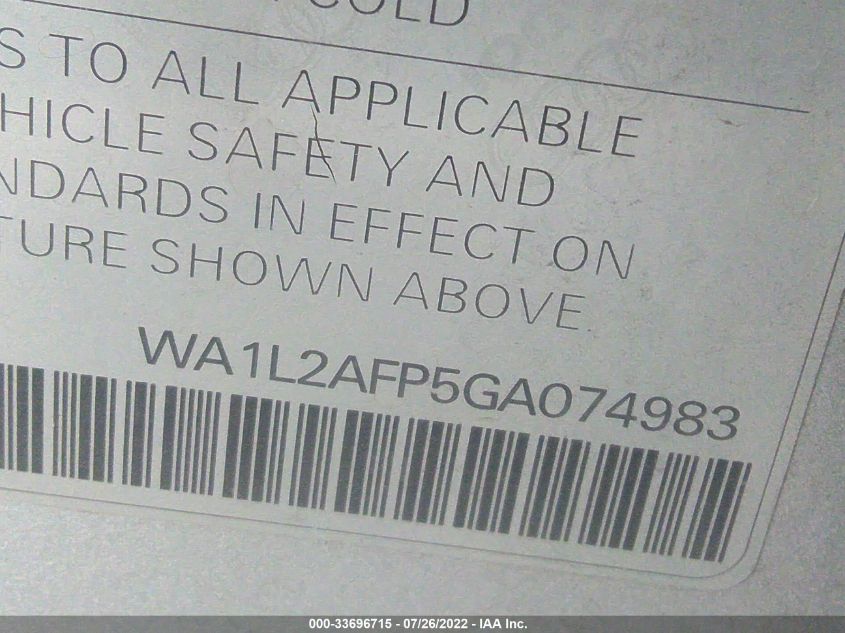 COLD
S TO ALL APPLICABLE
HICLE SAFETY AND
NDARDS IN EFFECT ON
TURE SHOWN ABOVE.
WA1L2AFP5GA074983
000-33696715 - 07/26/2022 - IAA Inc.